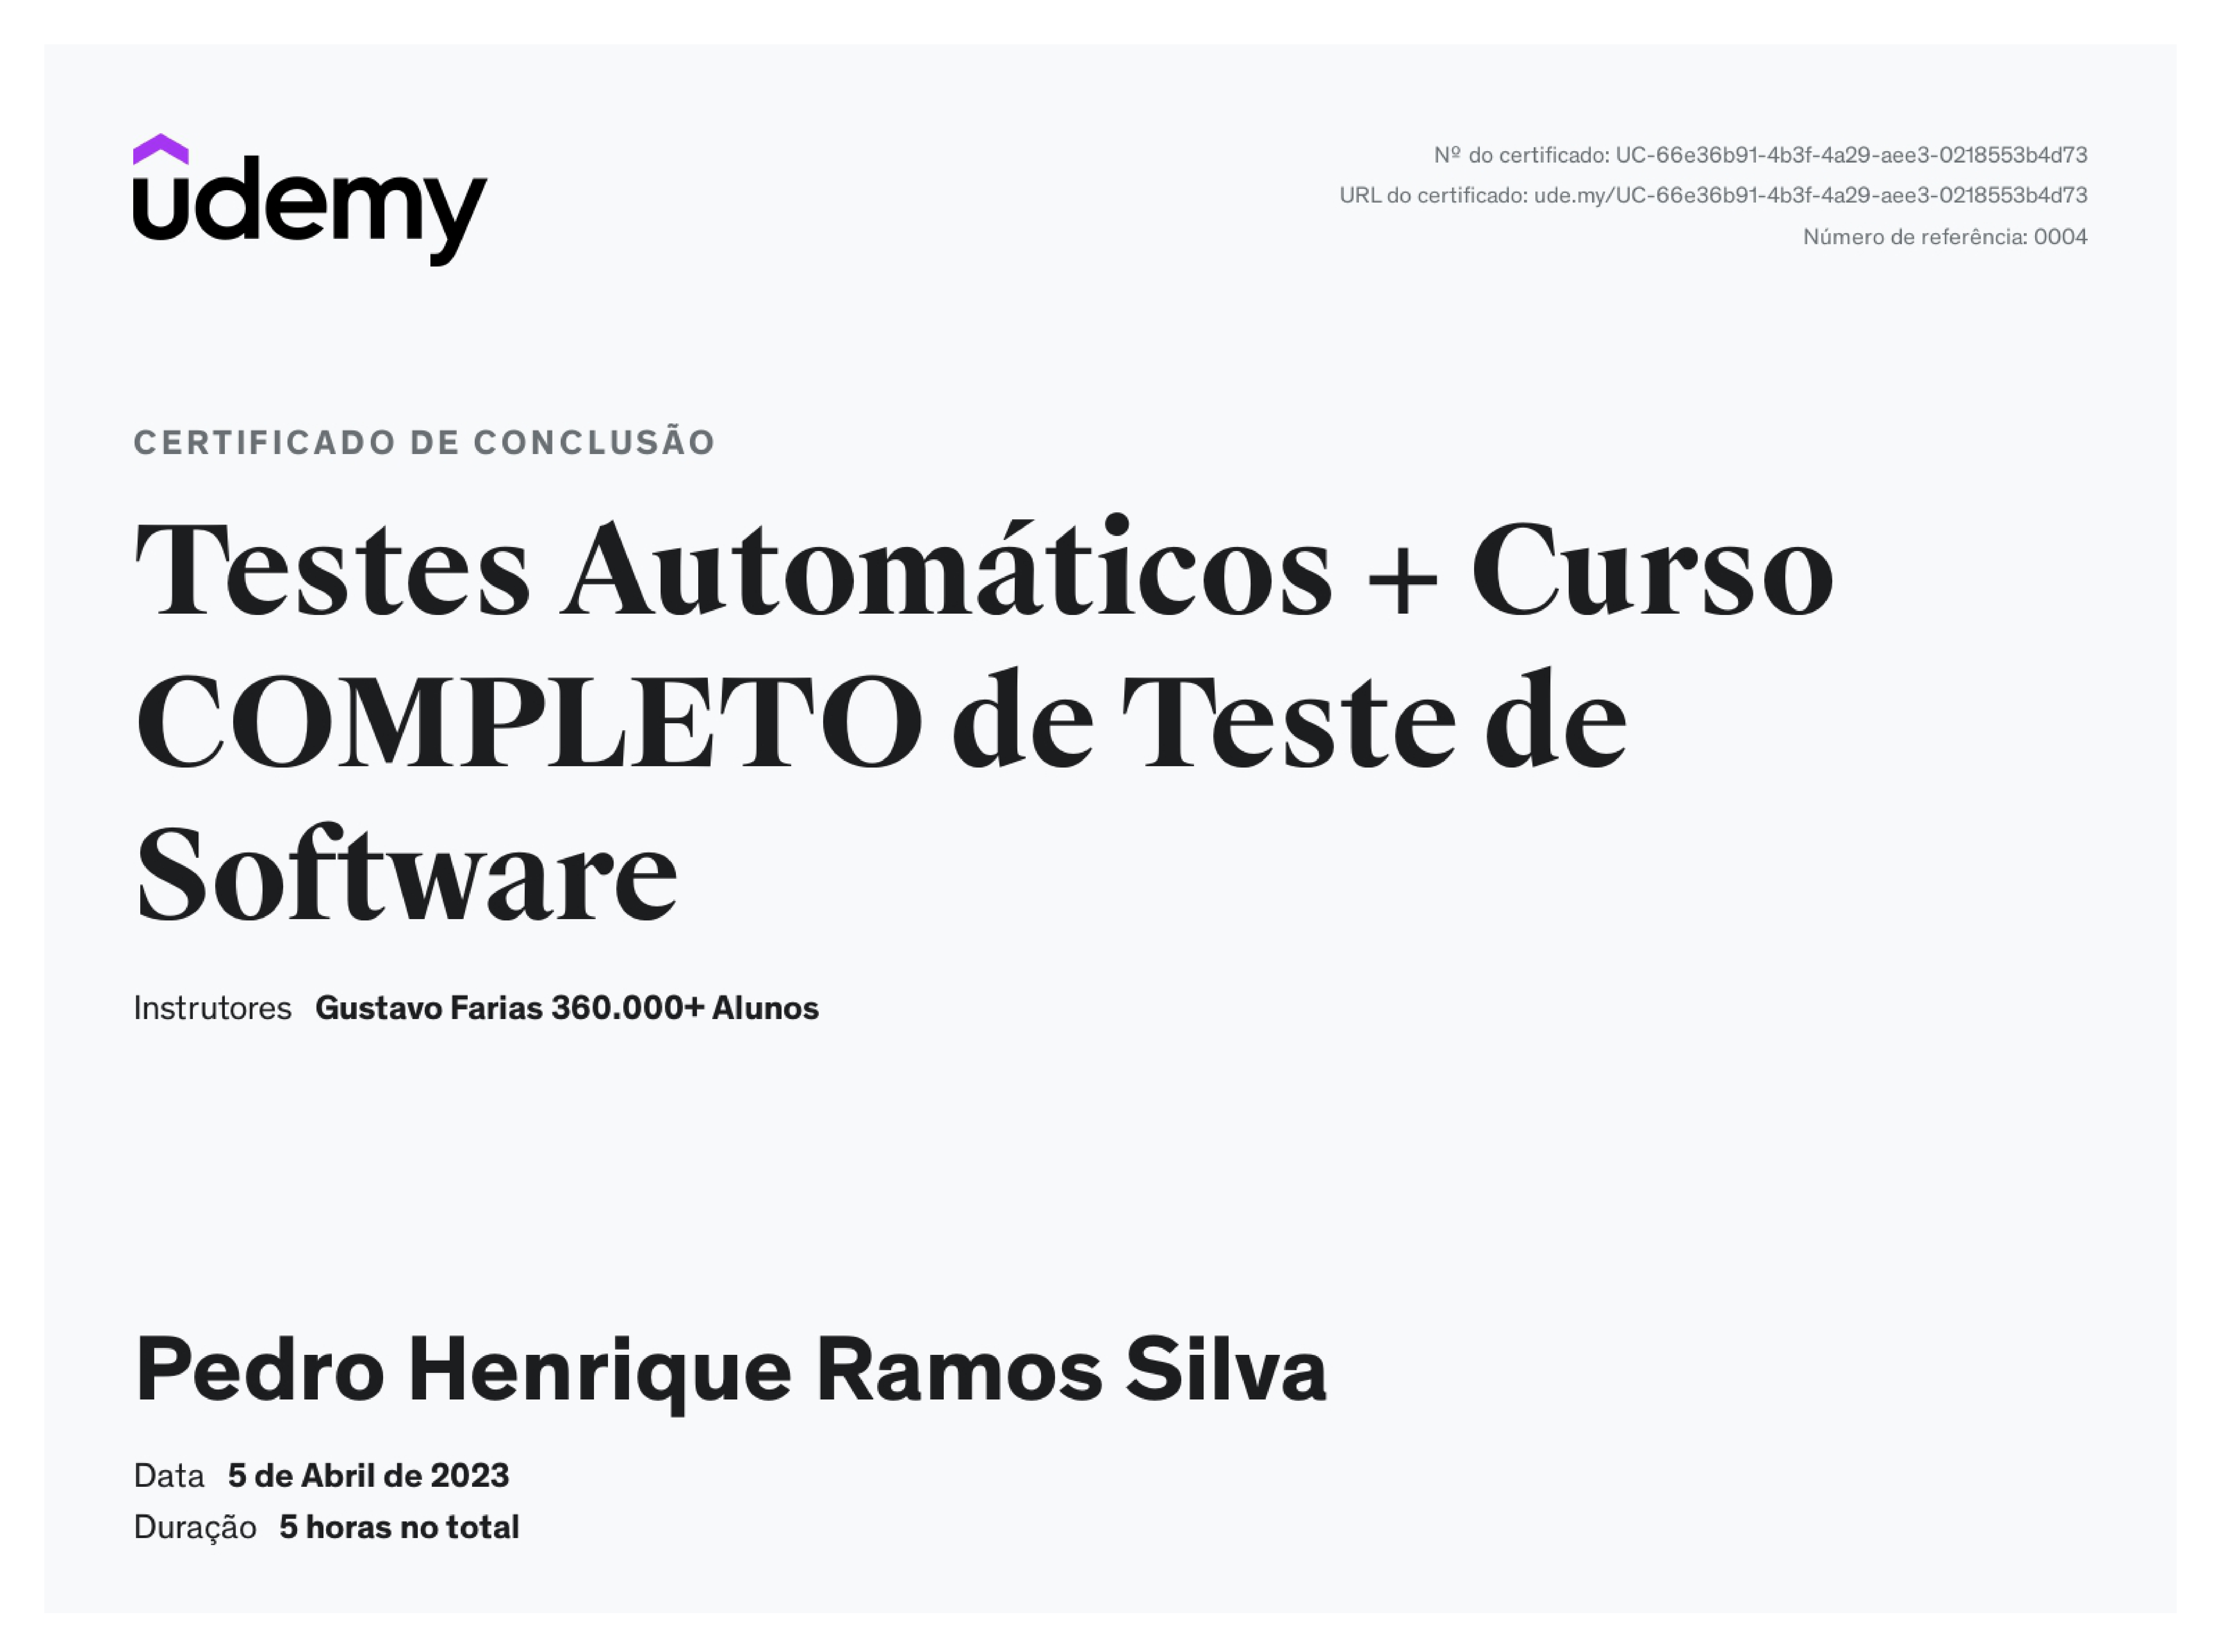 udemy
Nº do certificado: UC-66e36b91-4b3f-4a29-aee3-0218553b4d73
URL do certificado: ude.my/UC-66e36b91-4b3f-4a29-aee3-0218553b4d73
Número de referência: 0004
CERTIFICADO DE CONCLUSÃO
Testes Automáticos + Curso
COMPLETO de Teste de
Software
Instrutores Gustavo Farias 360.000+ Alunos
Pedro Henrique Ramos Silva
Data 5 de Abril de 2023
Duração 5 horas no total